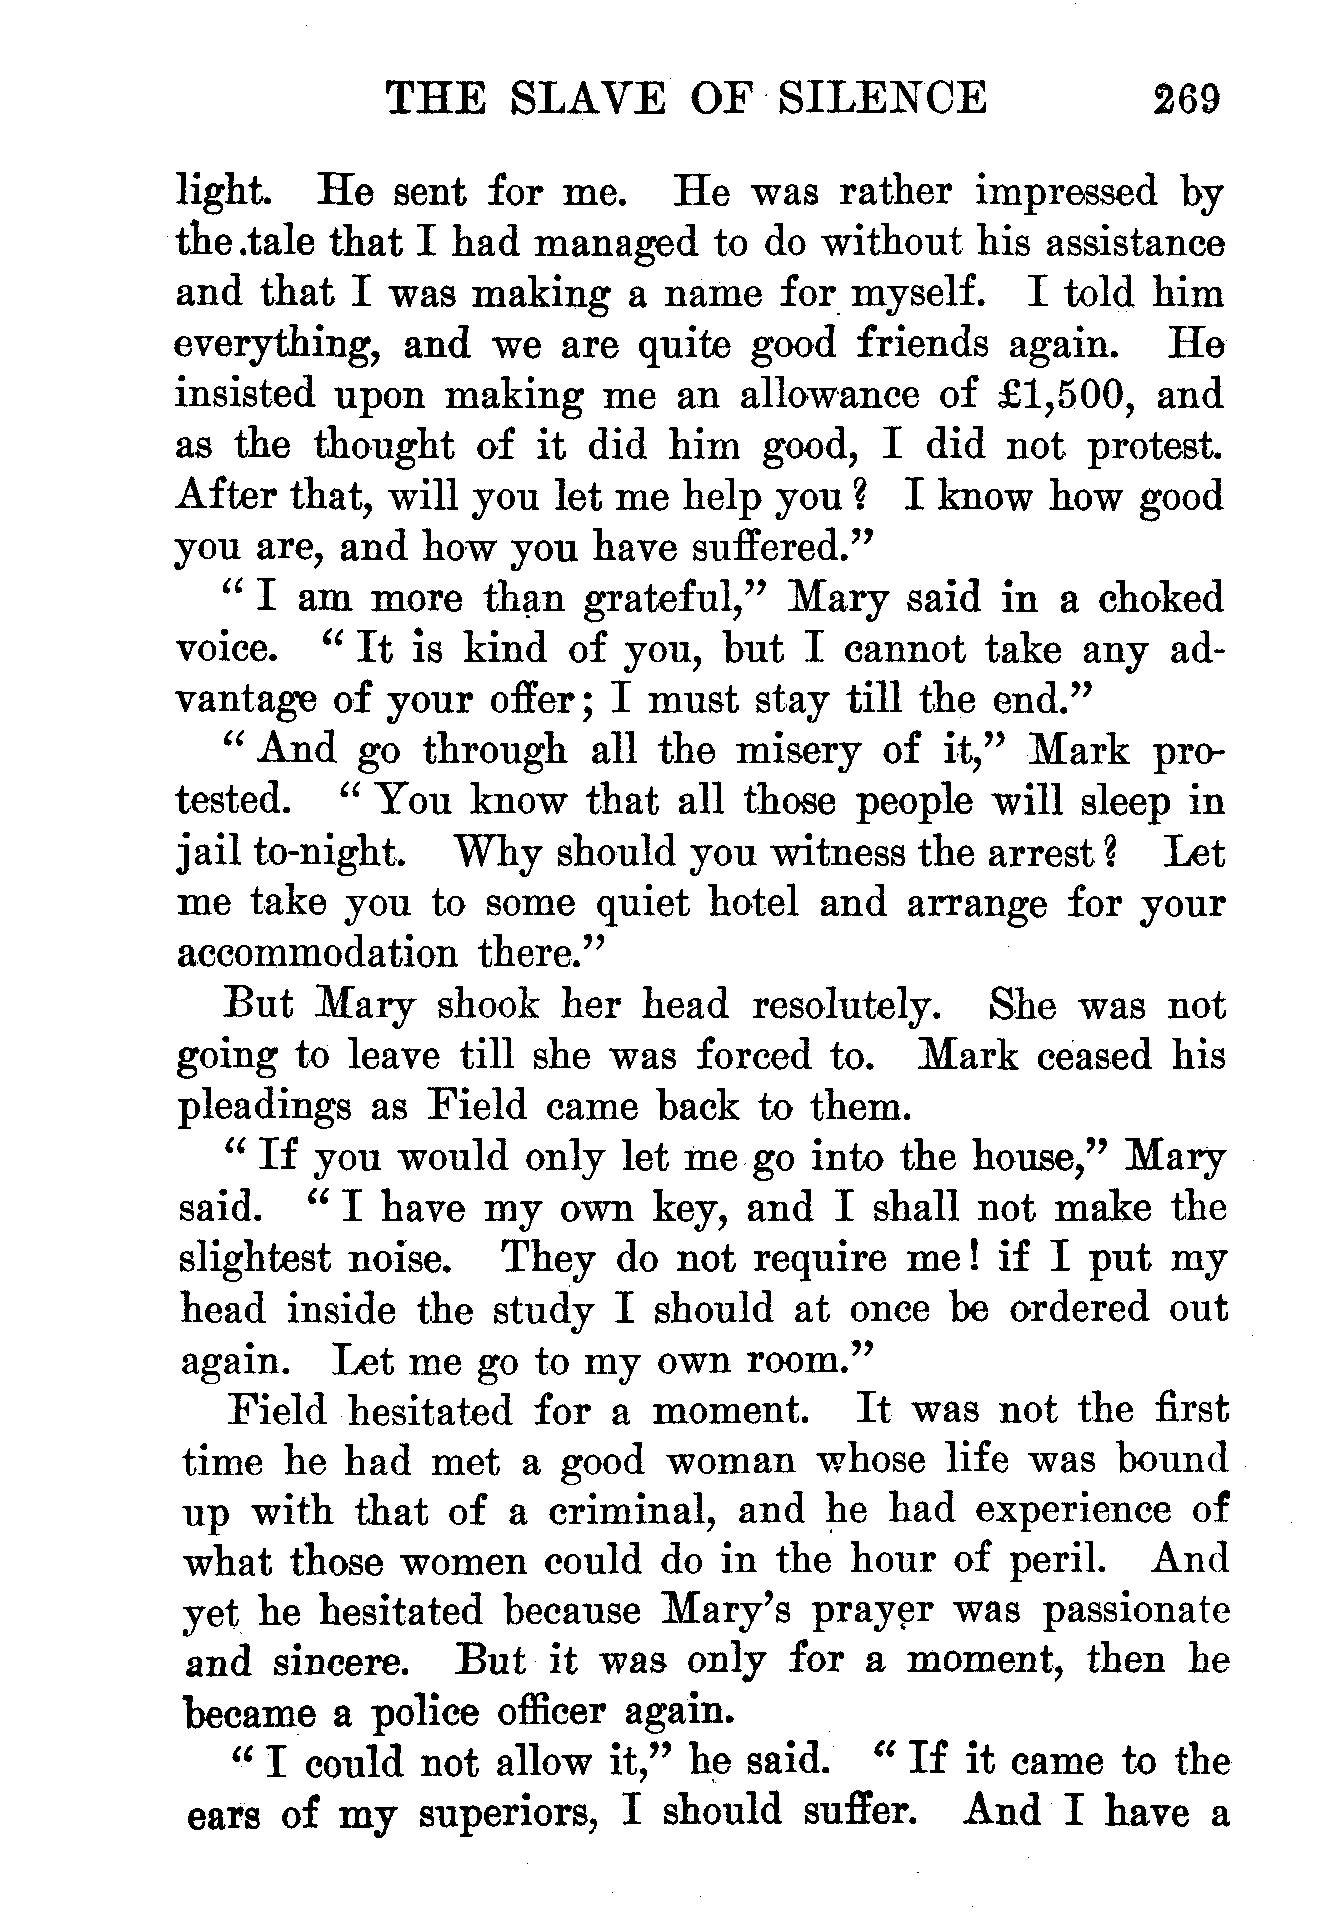 THE SLAVE OF SILENCE 269
light. He sent for me. He was rather impressed by
the tale that I had managed to do without his assistance
and that I was making a name for myself. I told him
everything, and we are quite good friends again. He
insisted upon making me an allowance of £1,500, and
as the thought of it did him good, I did not protest.
After that, will you let me help you? I know how good
you are, and how you have suffered.”
“I am more than grateful,” Mary said in a choked
voice. “It is kind of you, but I cannot take any ad-
vantage of your offer; I must stay till the end.”
“And go through all the misery of it,” Mark pro-
tested. “You know that all those people will sleep in
jail to-night. Why should you witness the arrest? Let
me take you to some quiet hotel and arrange for your
accommodation there.”
But Mary shook her head resolutely. She was not
going to leave till she was forced to. Mark ceased his
pleadings as Field came back to them.
“If you would only let me go into the house,” Mary
said. “I have my own key, and I shall not make the
slightest noise. They do not require me! if I put my
head inside the study I should at once be ordered out
again. Let me go to my own room.”
Field hesitated for a moment. It was not the first
time he had met a good woman whose life was bound
up with that of a criminal, and he had experience of
what those women could do in the hour of peril. And
yet he hesitated because Mary’s prayer was passionate
and sincere. But it was only for a moment, then he
became a police officer again.
“I could not allow it,” he said. “If it came to the
ears of my superiors, I should suffer. And I have a